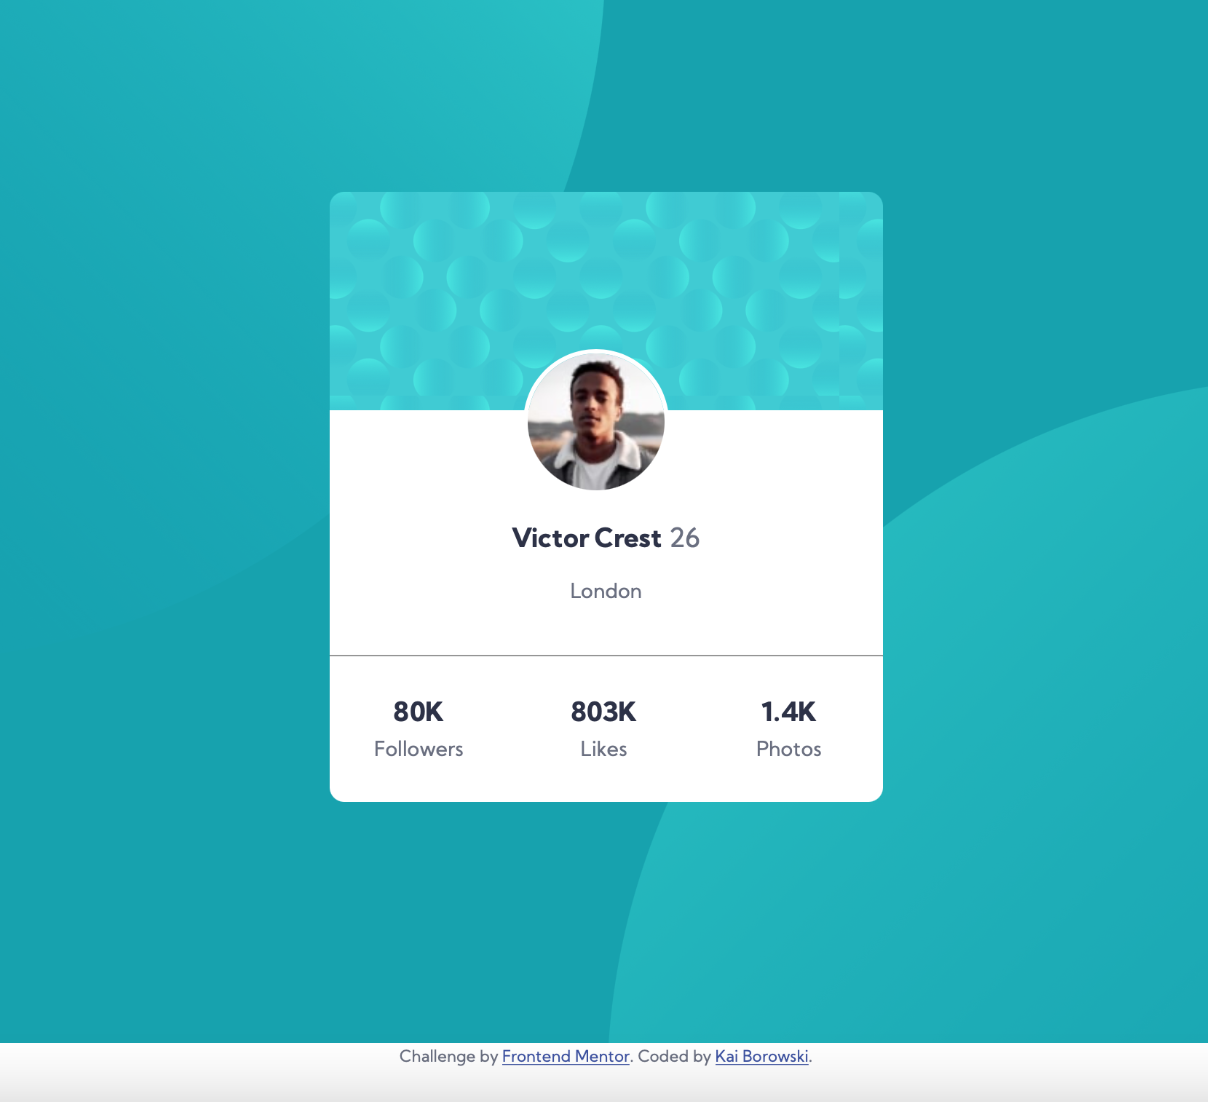 Victor Crest 26
London
80K 803K 1.4K
Followers Likes Photos
Challenge by Frontend Mentor. Coded by Kai Borowski.